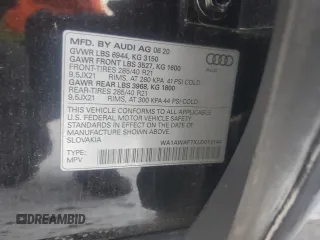 MFD. BY AUDI AG 06 20
GVWR LBS 6944, KG 3150
GAWR FRONT LBS 3527, KG 1600
FRONT-TIRES 285/40 R21
9.5JX21 RIMS, AT 280 KPA 41 PSI COLD
GAWR REAR LBS 3968, KG 1800
REAR-TIRES 285/40 R21
9.5JX21 RIMS, AT 300 KPA 44 PSI COLD
THIS VEHICLE CONFORMS TO ALL APPLICABLE
U.S. FEDERAL MOTOR VEHICLE SAFETY
STANDARDS IN EFFECT ON THE DATE OF
MANUFACTURE SHOWN ABOVE.
SLOVAKIA
TYPE:
MPV
DREAMBID